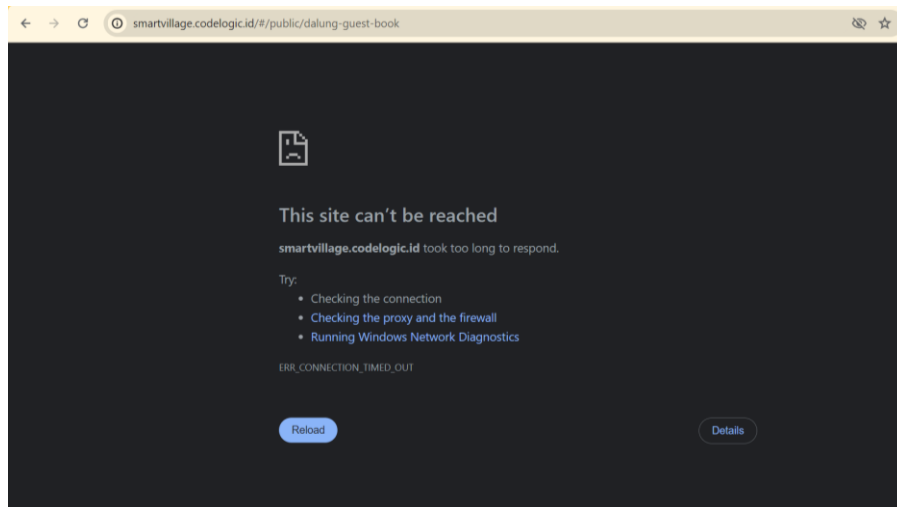 smartvillage.codelogic.id/#/public/dalung-guest-book
This site can't be reached
smartvillage.codelogic.id took too long to respond.
Try:
• Checking the connection
• Checking the proxy and the firewall
• Running Windows Network Diagnostics
ERR_CONNECTION_TIMED_OUT
Reload
Details